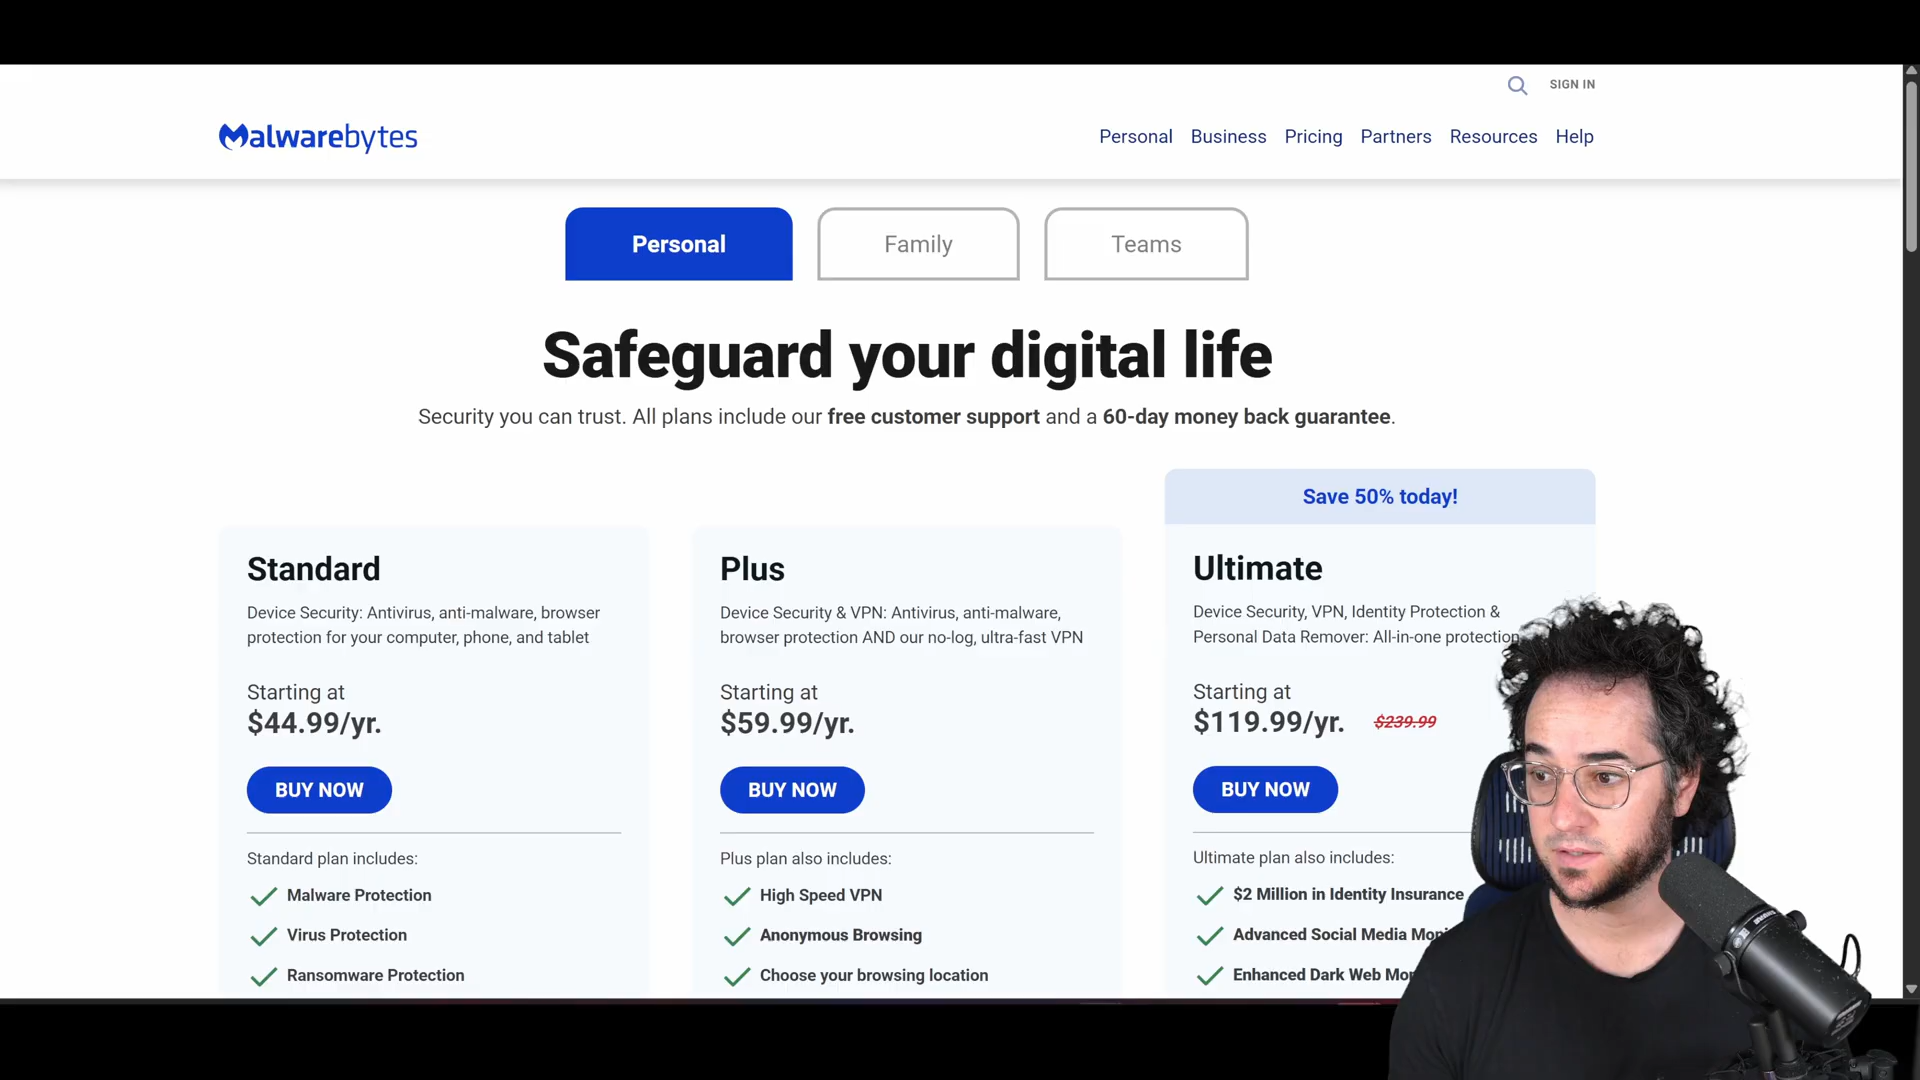 SIGN IN
Malwarebytes
Personal Business Pricing Partners Resources Help
Personal
Family
Teams
Safeguard your digital life
Security you can trust. All plans include our free customer support and a 60-day money back guarantee.
Save 50% today!
Standard
Device Security: Antivirus, anti-malware, browser
protection for your computer, phone, and tablet
Starting at
$44.99/yr.
BUY NOW
Standard plan includes:
Malware Protection
Virus Protection
Ransomware Protection
Plus
Device Security & VPN: Antivirus, anti-malware,
browser protection AND our no-log, ultra-fast VPN
Starting at
$59.99/yr.
BUY NOW
Plus plan also includes:
High Speed VPN
Anonymous Browsing
Choose your browsing location
Ultimate
Device Security, VPN, Identity Protection &
Personal Data Remover: All-in-one protection
Starting at
$119.99/yr. $239.99
BUY NOW
Ultimate plan also includes:
$2 Million in Identity Insurance
Advanced Social Media
Enhanced Dark Web